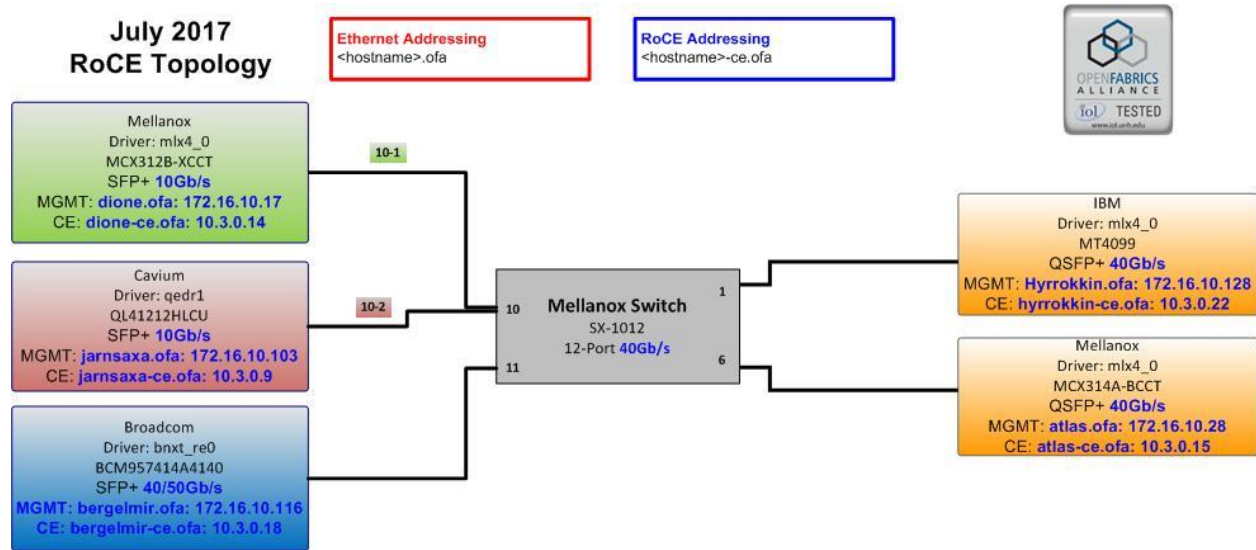 July 2017
RoCE Topology
Ethernet Addressing
<hostname>.ofa
RoCE Addressing
<hostname>-ce.ofa
OPENFABRICS
ALLIANCE
iol TESTED
www.iol.unh.edu
Mellanox
Driver: mlx4_0
MCX312B-XCCT
SFP+ 10Gb/s
MGMT: dione.ofa: 172.16.10.17
CE: dione-ce.ofa: 10.3.0.14
10-1
Cavium
Driver: qedr1
QL41212HLCU
SFP+ 10Gb/s
MGMT: jarnsaxa.ofa: 172.16.10.103
CE: jarnsaxa-ce.ofa: 10.3.0.9
10-2
Broadcom
Driver: bnxt_re0
BCM957414A4140
SFP+ 40/50Gb/s
MGMT: bergelmir.ofa: 172.16.10.116
CE: bergelmir-ce.ofa: 10.3.0.18
10
11
Mellanox Switch
SX-1012
12-Port 40Gb/s
1
6
IBM
Driver: mlx4_0
MT4099
QSFP+ 40Gb/s
MGMT: Hyrrokkin.ofa: 172.16.10.128
CE: hyrrokkin-ce.ofa: 10.3.0.22
Mellanox
Driver: mlx4_0
MCX314A-BCCT
QSFP+ 40Gb/s
MGMT: atlas.ofa: 172.16.10.28
CE: atlas-ce.ofa: 10.3.0.15